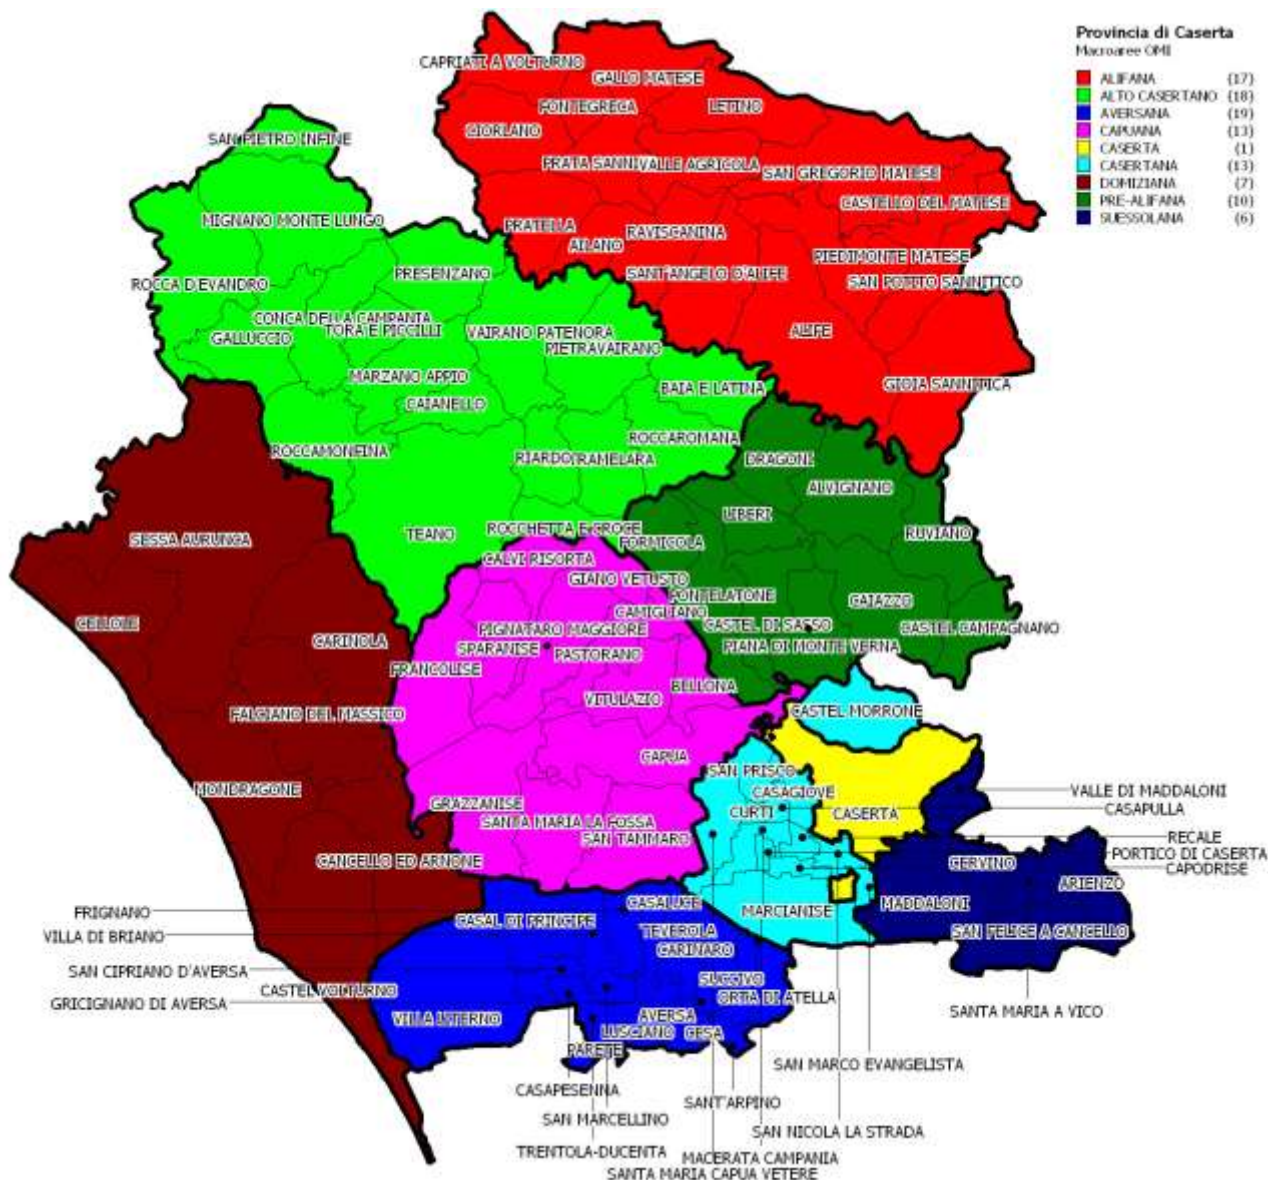 Provincia di Caserta
Macroaree OMI
ALIFANA (17)
ALTO CASERTANO (18)
AVERSANA (19)
CAPUANA (13)
CASERTA (1)
CASERTANA (13)
DOMIZIANA (7)
PRE-ALIFANA (10)
SUESSOLANA (6)
CAPRIATI A VOLTURNO
GALLO MATESE
FONTEGRECA
LETINO
CIORLANO
SAN PIETRO INFINE
PRATA SANNI
VALLE AGRICOLA
SAN GREGORIO MATESE
CASTELLO DEL MATESE
MIGNANO MONTE LUNGO
PRATELLA
RAVISCANINA
AILANO
PIEDIMONTE MATESE
PRESENZANO
SANT'ANGELO D'ALIFE
SAN POTITO SANNITICO
ROCCA D'EVANDRO
CONCA DELLA CAMPANIA
TORA E PICCILLI
VAIRANO PATENORA
ALIFE
GALLUCCIO
PIETRAVAIRANO
MARZANO APPIO
BAIA E LATINA
GIOIA SANNITICA
CAIANELLO
ROCCAROMANA
ROCCAMONFINA
RIARDO
DRAGONI
ALVIGNANO
LIBERI
TEANO
ROCCHETTA E CROCE
RUVIANO
SESSA AURUNCA
FORMICOLA
CALVI RISORTA
GIANO VETUSTO
PONTELATONE
CAIAZZO
CAMIGLIANO
CELLOLE
CASTEL DI SASSO
CASTEL CAMPAGNANO
PIGNATARO MAGGIORE
CARINOLA
SPARANISE
PASTORANO
PIANA DI MONTE VERNA
FRANCOLISE
BELLONA
VITULAZIO
CASTEL MORRONE
FALCIANO DEL MASSICO
CAPUA
SAN PRISCO
MONDRAGONE
CASAGIOVE
VALLE DI MADDALONI
GRAZZANISE
CURTI
CASERTA
CASAPULLA
SANTA MARIA LA FOSSA
SAN TAMMARO
RECALE
PORTICO DI CASERTA
CANCELLO ED ARNONE
CERVINO
CAPODRISE
ARIENZO
CASALUCE
MADDALONI
FRIGNANO
MARCIANISE
CASAL DI PRINCIPE
TEVEROLA
SAN FELICE A CANCELLO
VILLA DI BRIANO
CARINARO
SAN CIPRIANO D'AVERSA
SUCCIVO
CASTEL VOLTURNO
ORTA DI ATELLA
GRICIGNANO DI AVERSA
SANTA MARIA A VICO
VILLA LITERNO
AVERSA
LUSCIANO
CESA
PARETE
SAN MARCO EVANGELISTA
CASAPESENNA
SANT'ARPINO
SAN MARCELLINO
SAN NICOLA LA STRADA
TRENTOLA-DUCENTA
MACERATA CAMPANIA
SANTA MARIA CAPUA VETERE